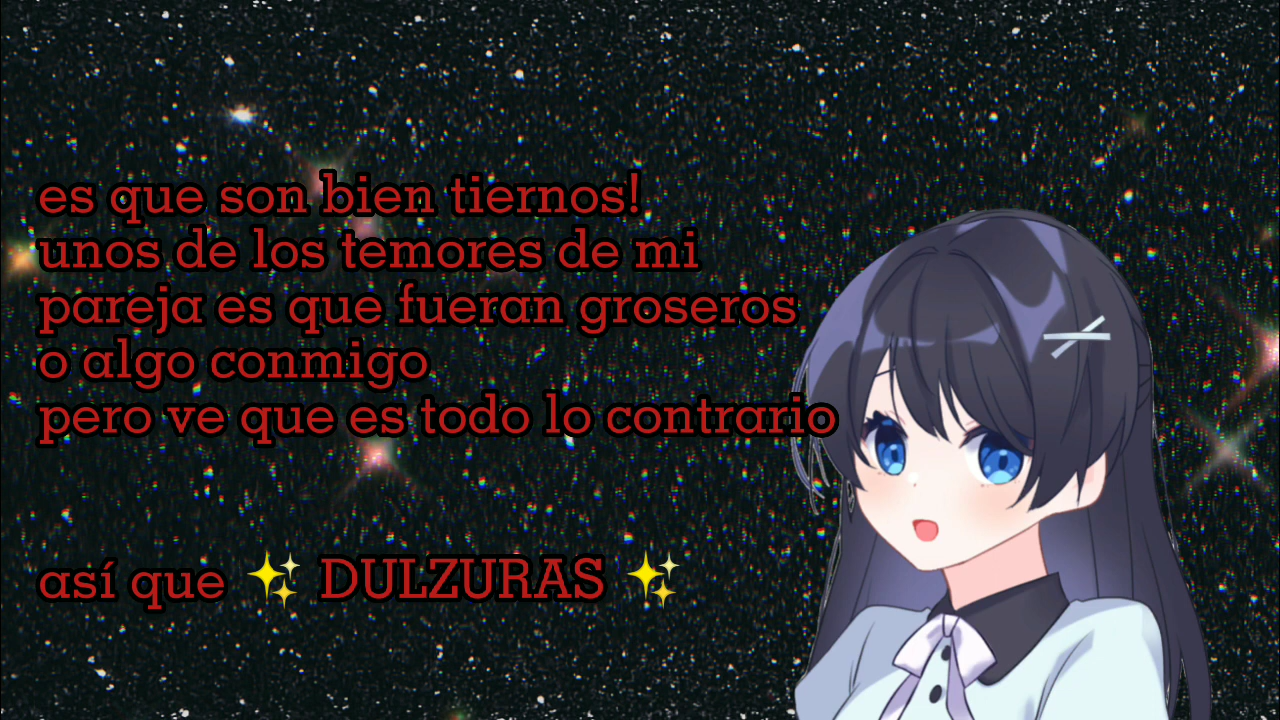 es que son bien tiernos!
unos de los temores de mi
pareja es que fueran groseros
o algo conmigo
pero ve que es todo lo contrario
así que ✨ DULZURAS ✨